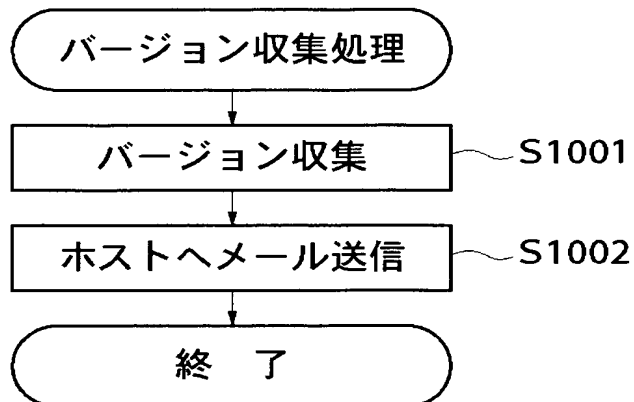 バージョン収集処理
バージョン収集
S1001
ホストへメール送信
S1002
終 了